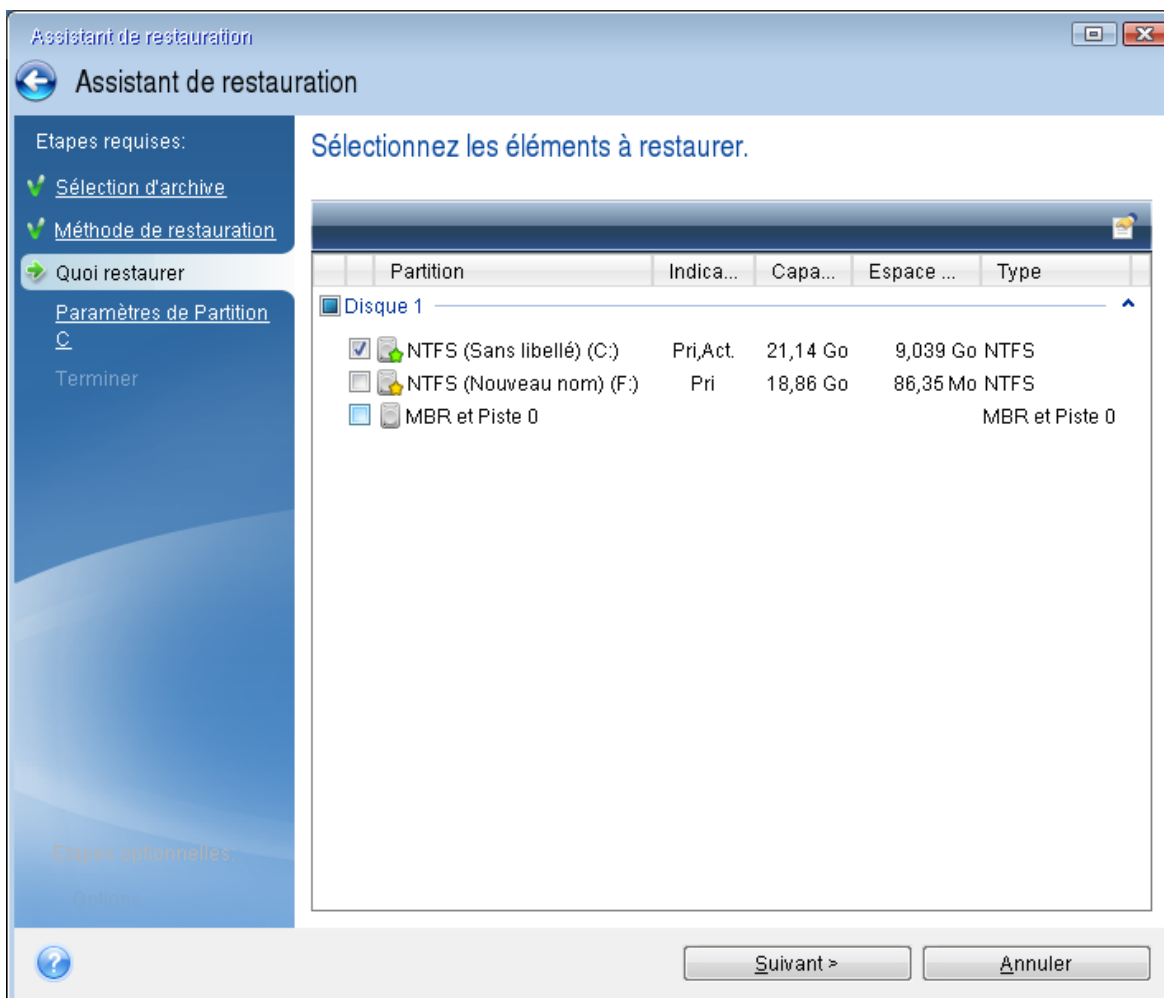 Assistant de restauration
Assistant de restauration
Etapes requises:
Sélection d'archive
Méthode de restauration
Quoi restaurer
Paramètres de Partition
C
Terminer
Etapes optionnelles:
Options
Sélectionnez les éléments à restaurer.
Partition Indica... Capa... Espace ... Type
Disque 1
NTFS (Sans libellé) (C:) Pri,Act. 21,14 Go 9,039 Go NTFS
NTFS (Nouveau nom) (F:) Pri 18,86 Go 86,35 Mo NTFS
MBR et Piste 0 MBR et Piste 0
Suivant > Annuler